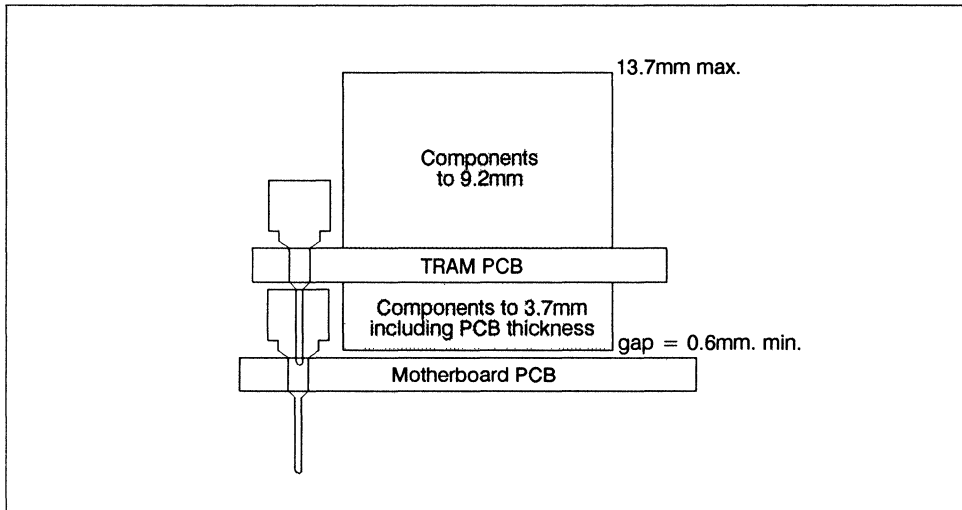 13.7mm max.
Components
to 9.2mm
TRAM PCB
Components to 3.7mm
including PCB thickness
gap = 0.6mm. min.
Motherboard PCB